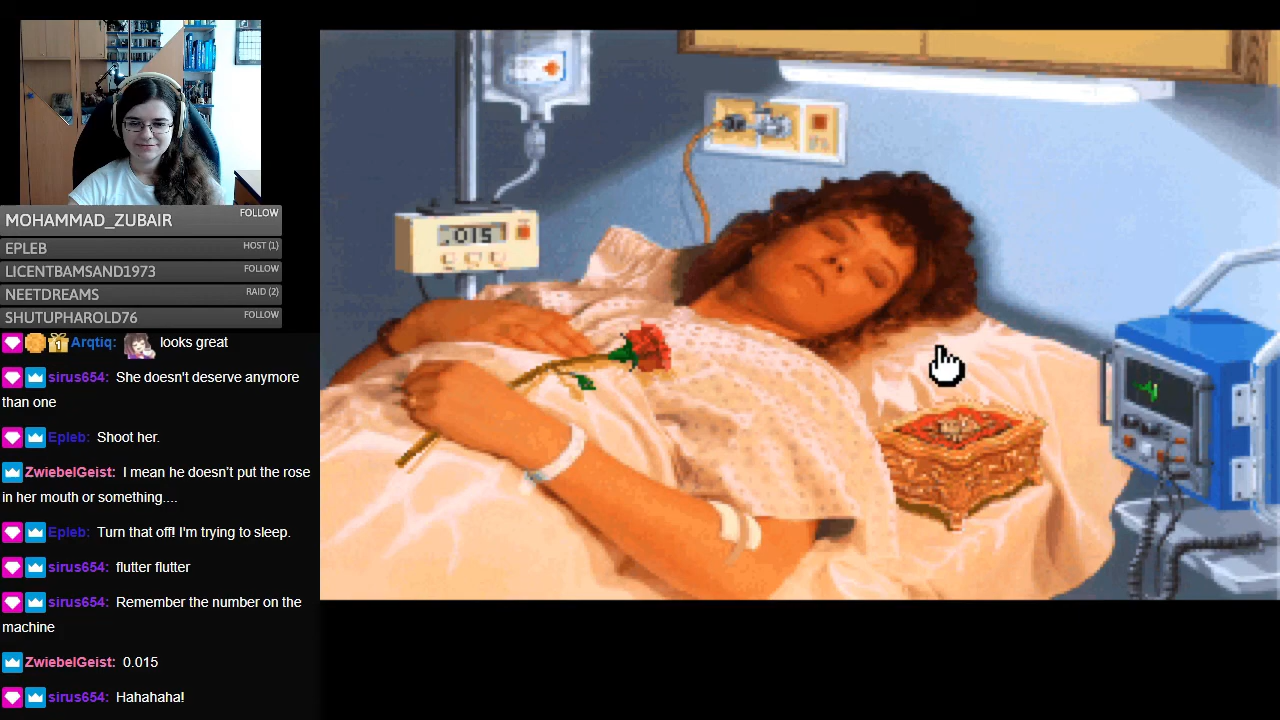 MOHAMMAD_ZUBAIR FOLLOW
EPLEB HOST (1)
LICENTBAMSAND1973 FOLLOW
NEETDREAMS RAID (2)
SHUTUPHAROLD76 FOLLOW
1 Arqtiq: looks great
sirus654: She doesn't deserve anymore
than one
Epleb: Shoot her.
ZwiebelGeist: I mean he doesn't put the rose
in her mouth or something....
Epleb: Turn that off! I'm trying to sleep.
sirus654: flutter flutter
sirus654: Remember the number on the
machine
ZwiebelGeist: 0.015
sirus654: Hahahaha!
.015